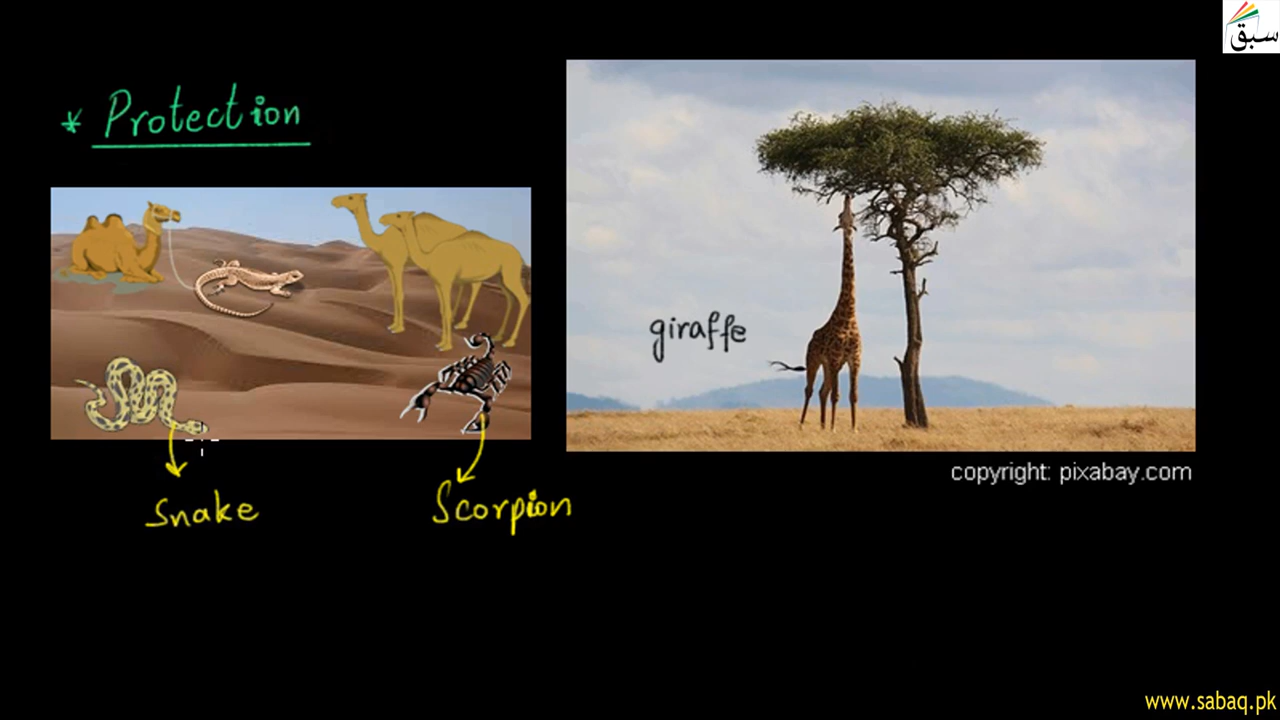 سبق
* Protection
giraffe
copyright: pixabay.com
Snake
Scorpion
www.sabaq.pk